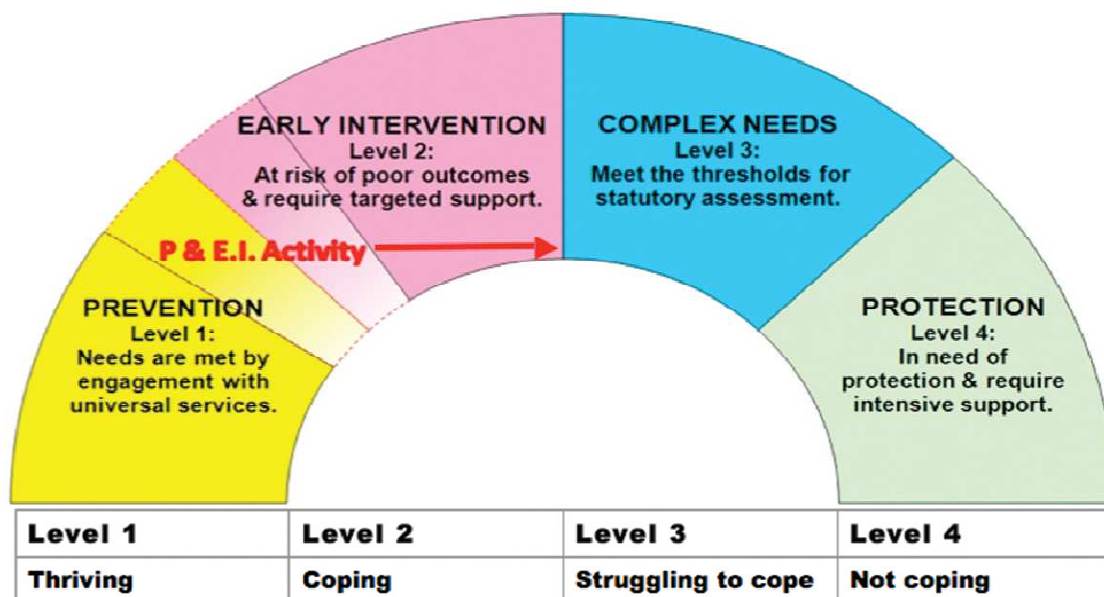 EARLY INTERVENTION
Level 2:
At risk of poor outcomes
& require targeted support.
COMPLEX NEEDS
Level 3:
Meet the thresholds for
statutory assessment.
P & E.I. Activity
PREVENTION
Level 1:
Needs are met by
engagement with
universal services.
PROTECTION
Level 4:
In need of
protection & require
intensive support.
Level 1 Level 2 Level 3 Level 4
Thriving Coping Struggling to cope Not coping